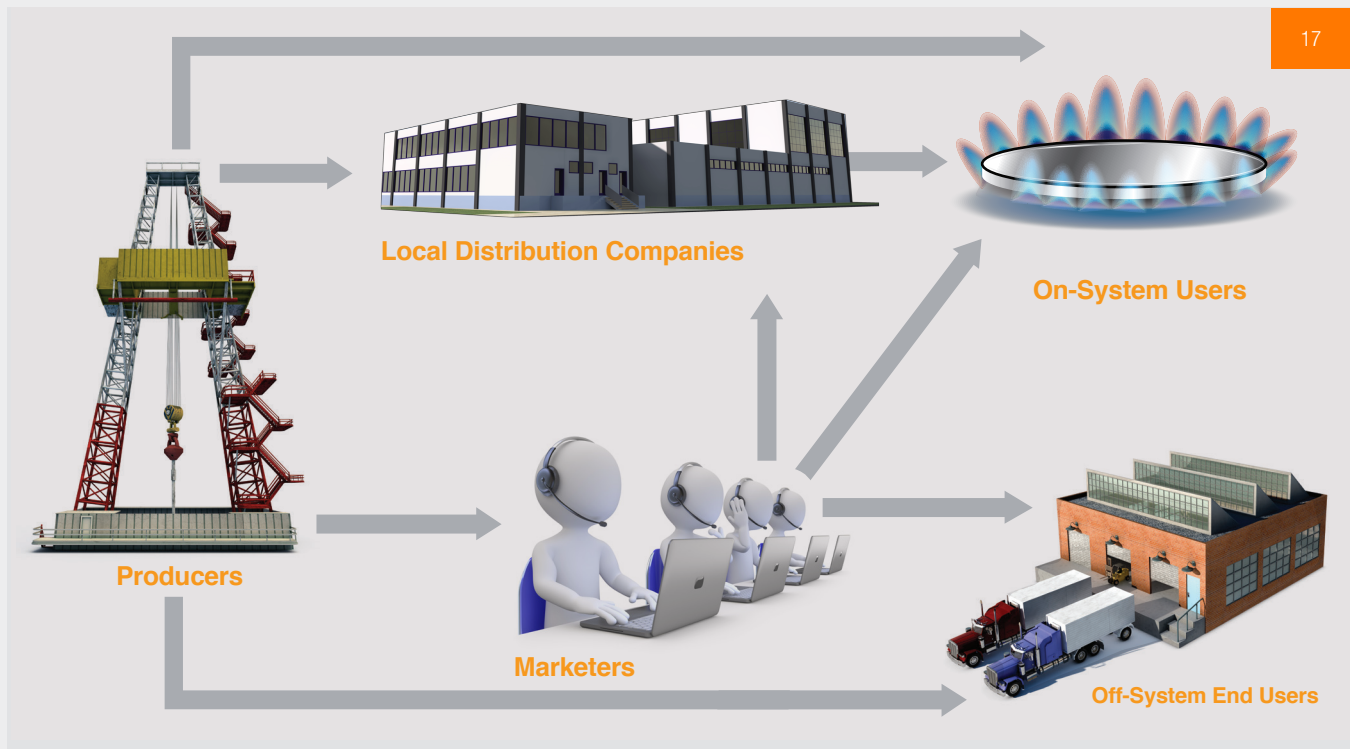 17
Local Distribution Companies
On-System Users
Producers
Marketers
Off-System End Users